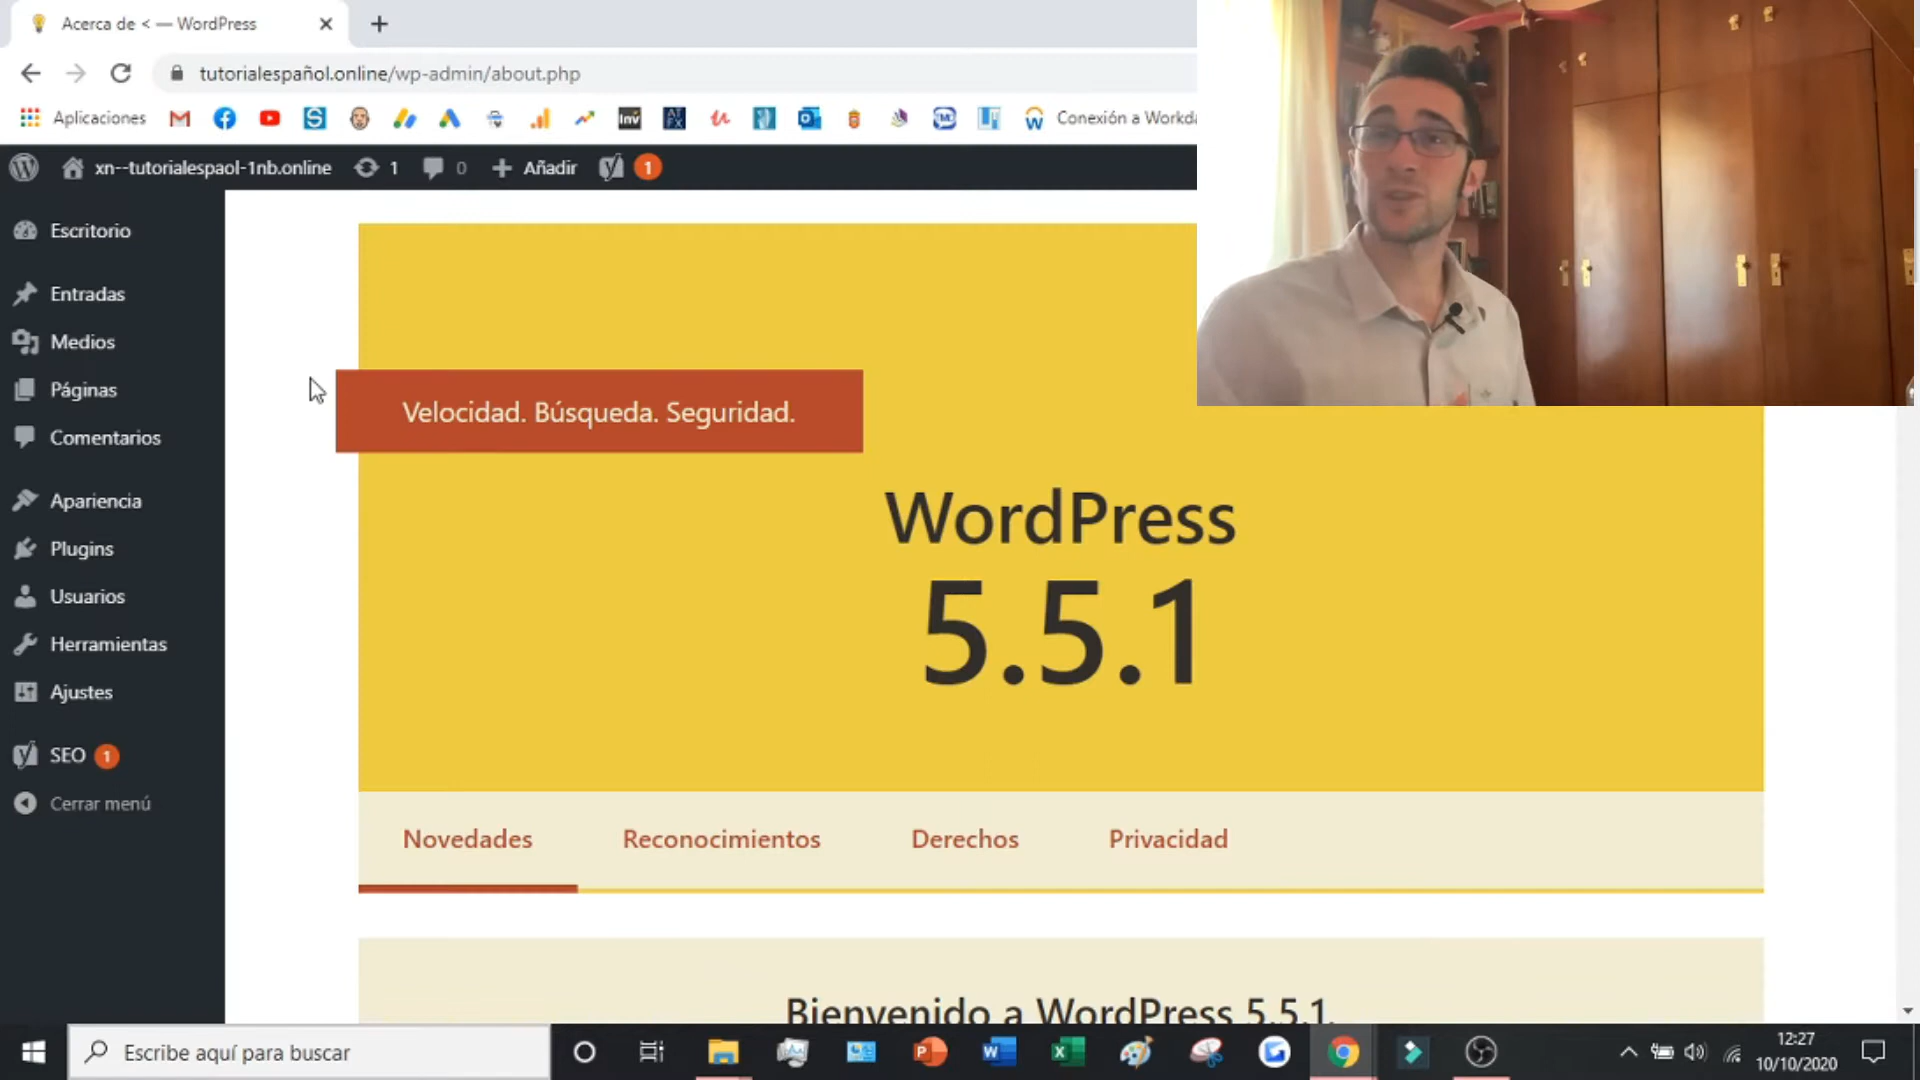 Acerca de < — WordPress
tutorialespañol.online/wp-admin/about.php
Aplicaciones
Inv
Conexión a Workda
xn--tutorialespaol-1nb.online
1
0
Añadir
1
Escritorio
Entradas
Medios
Páginas
Comentarios
Apariencia
Plugins
Usuarios
Herramientas
Ajustes
SEO 1
Cerrar menú
Velocidad. Búsqueda. Seguridad.
WordPress
5.5.1
Novedades
Reconocimientos
Derechos
Privacidad
Bienvenido a WordPress 5.5.1.
Escribe aquí para buscar
12:27
10/10/2020